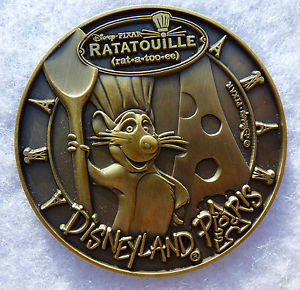 Disney·PIXAR
RATATOUILLE
(rat·a·too·ee)
DISNEYLAND® PARIS